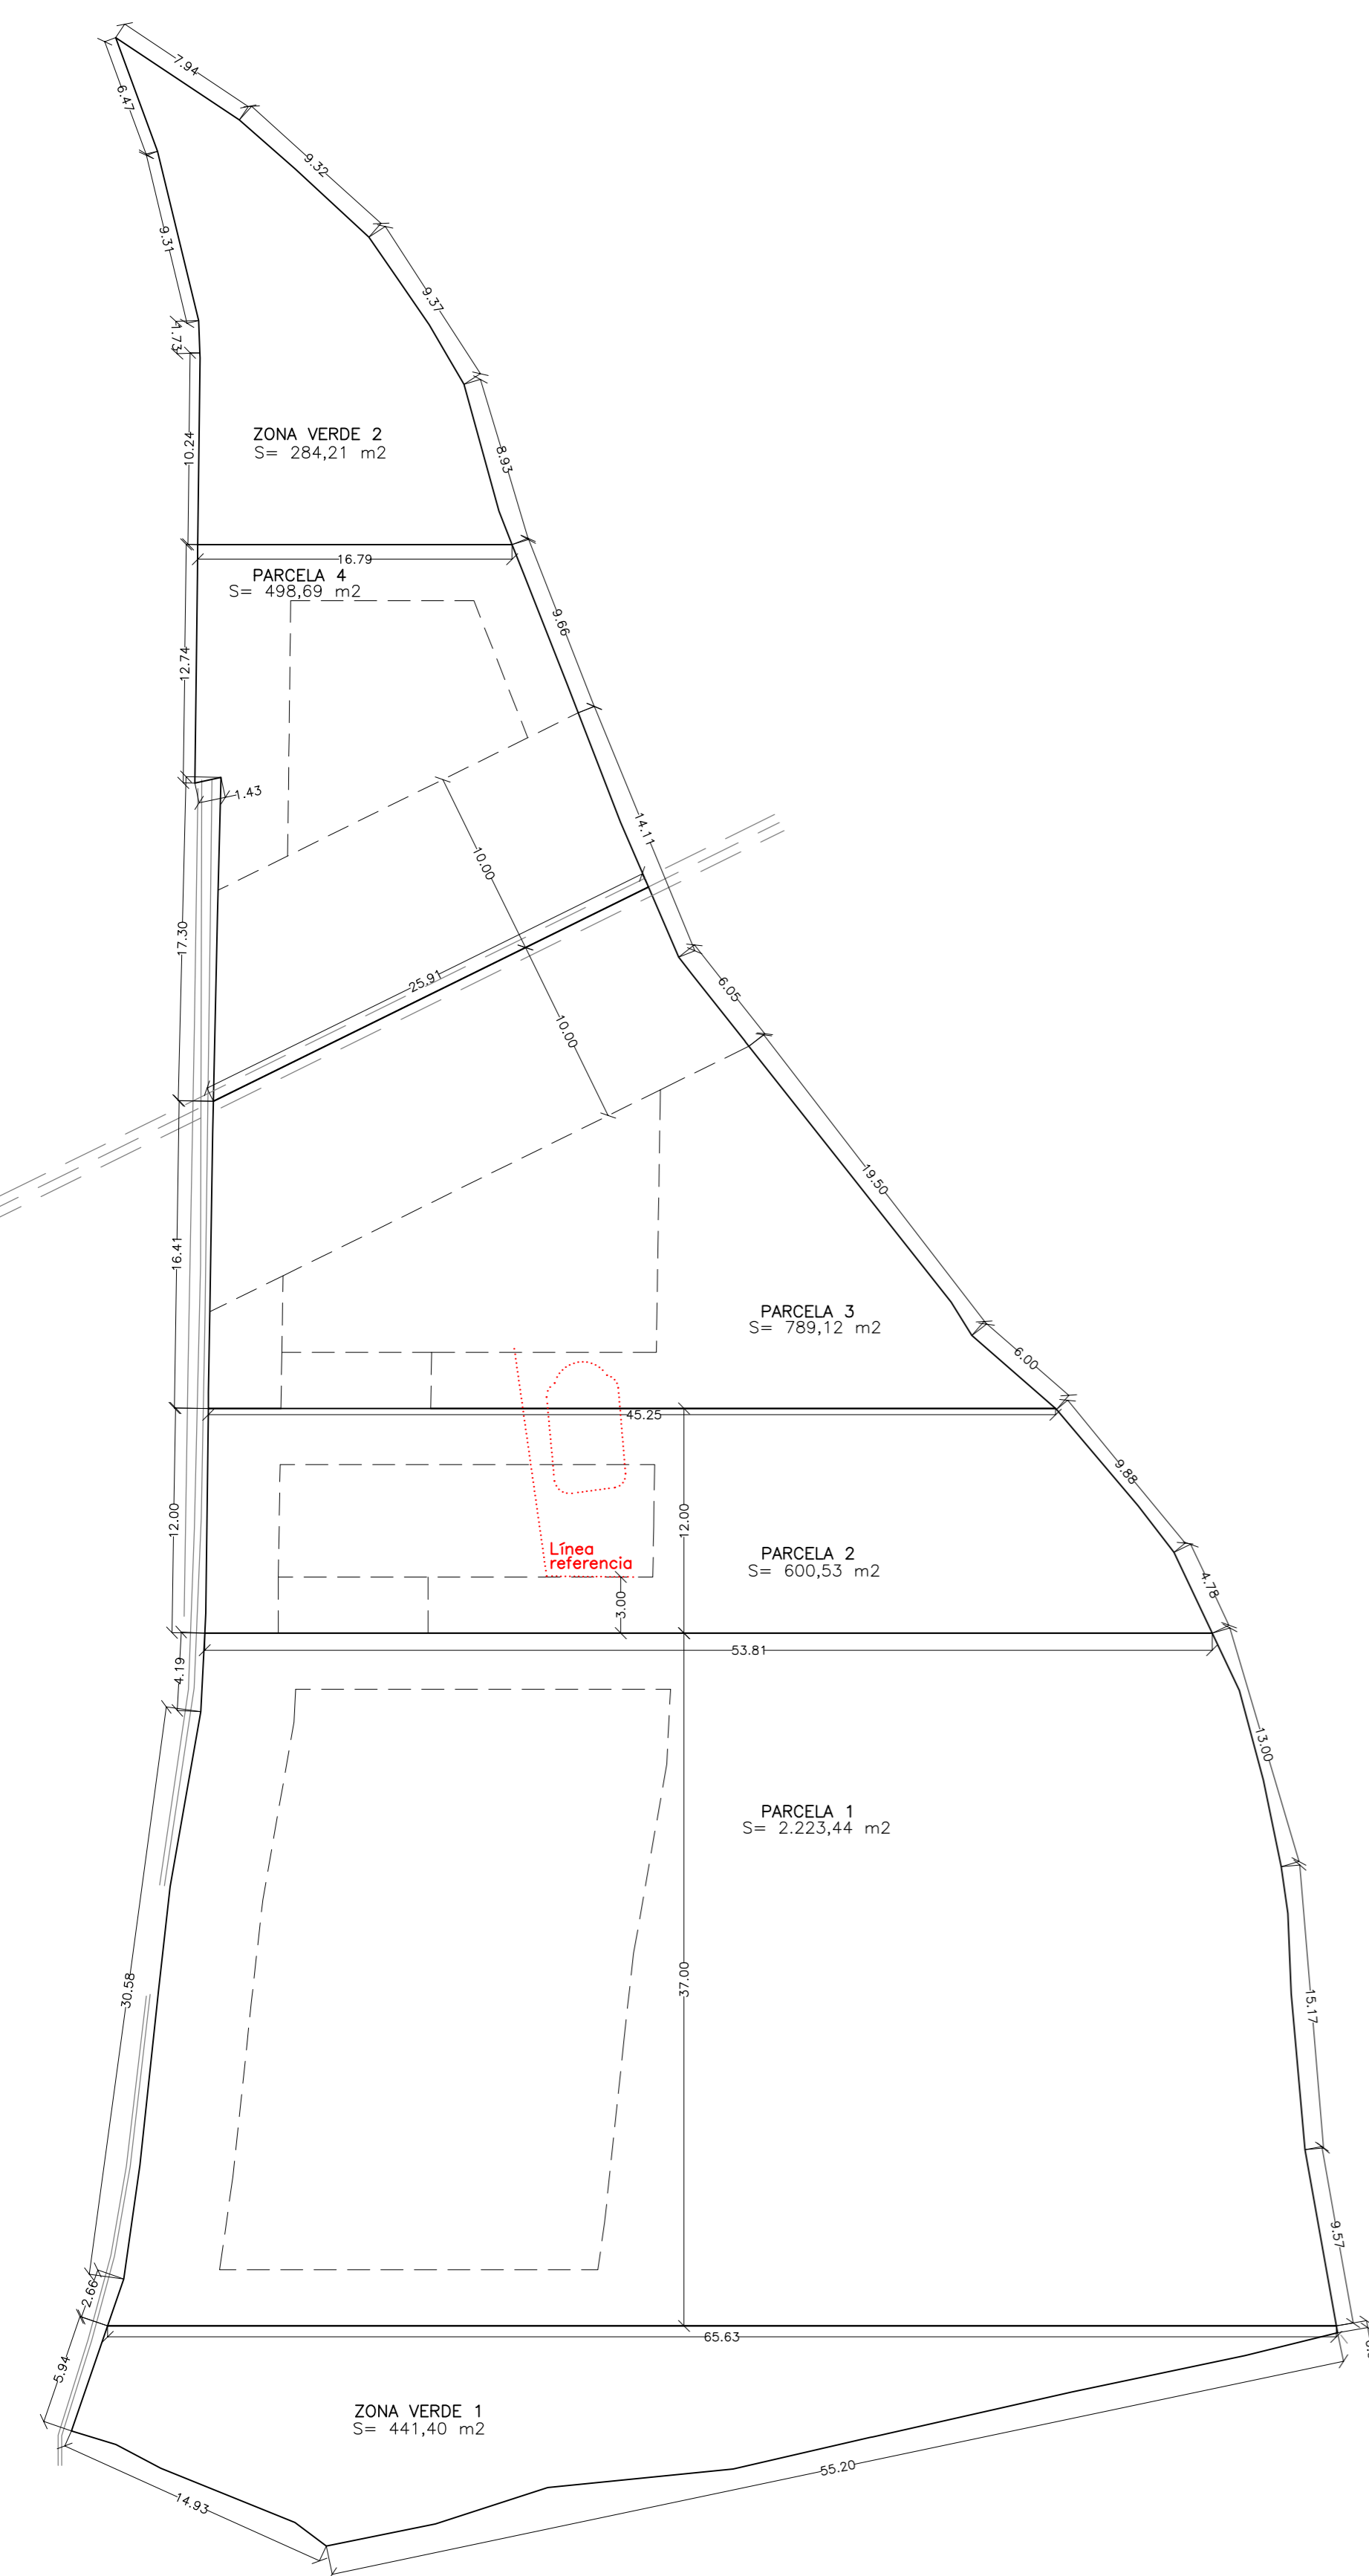 7.94
6.47
9.32
9.31
9.37
1.73
ZONA VERDE 2
S= 284,21 m2
10.24
8.93
16.79
PARCELA 4
S= 498,69 m2
9.66
12.74
1.43
14.11
10.00
17.30
25.91
6.05
10.00
19.50
16.41
PARCELA 3
S= 789,12 m2
6.00
45.25
9.88
12.00
12.00
Línea
referencia
PARCELA 2
S= 600,53 m2
4.78
3.00
53.81
4.19
13.00
PARCELA 1
S= 2.223,44 m2
30.58
37.00
15.17
9.57
2.66
65.63
5.94
ZONA VERDE 1
S= 441,40 m2
55.20
14.93